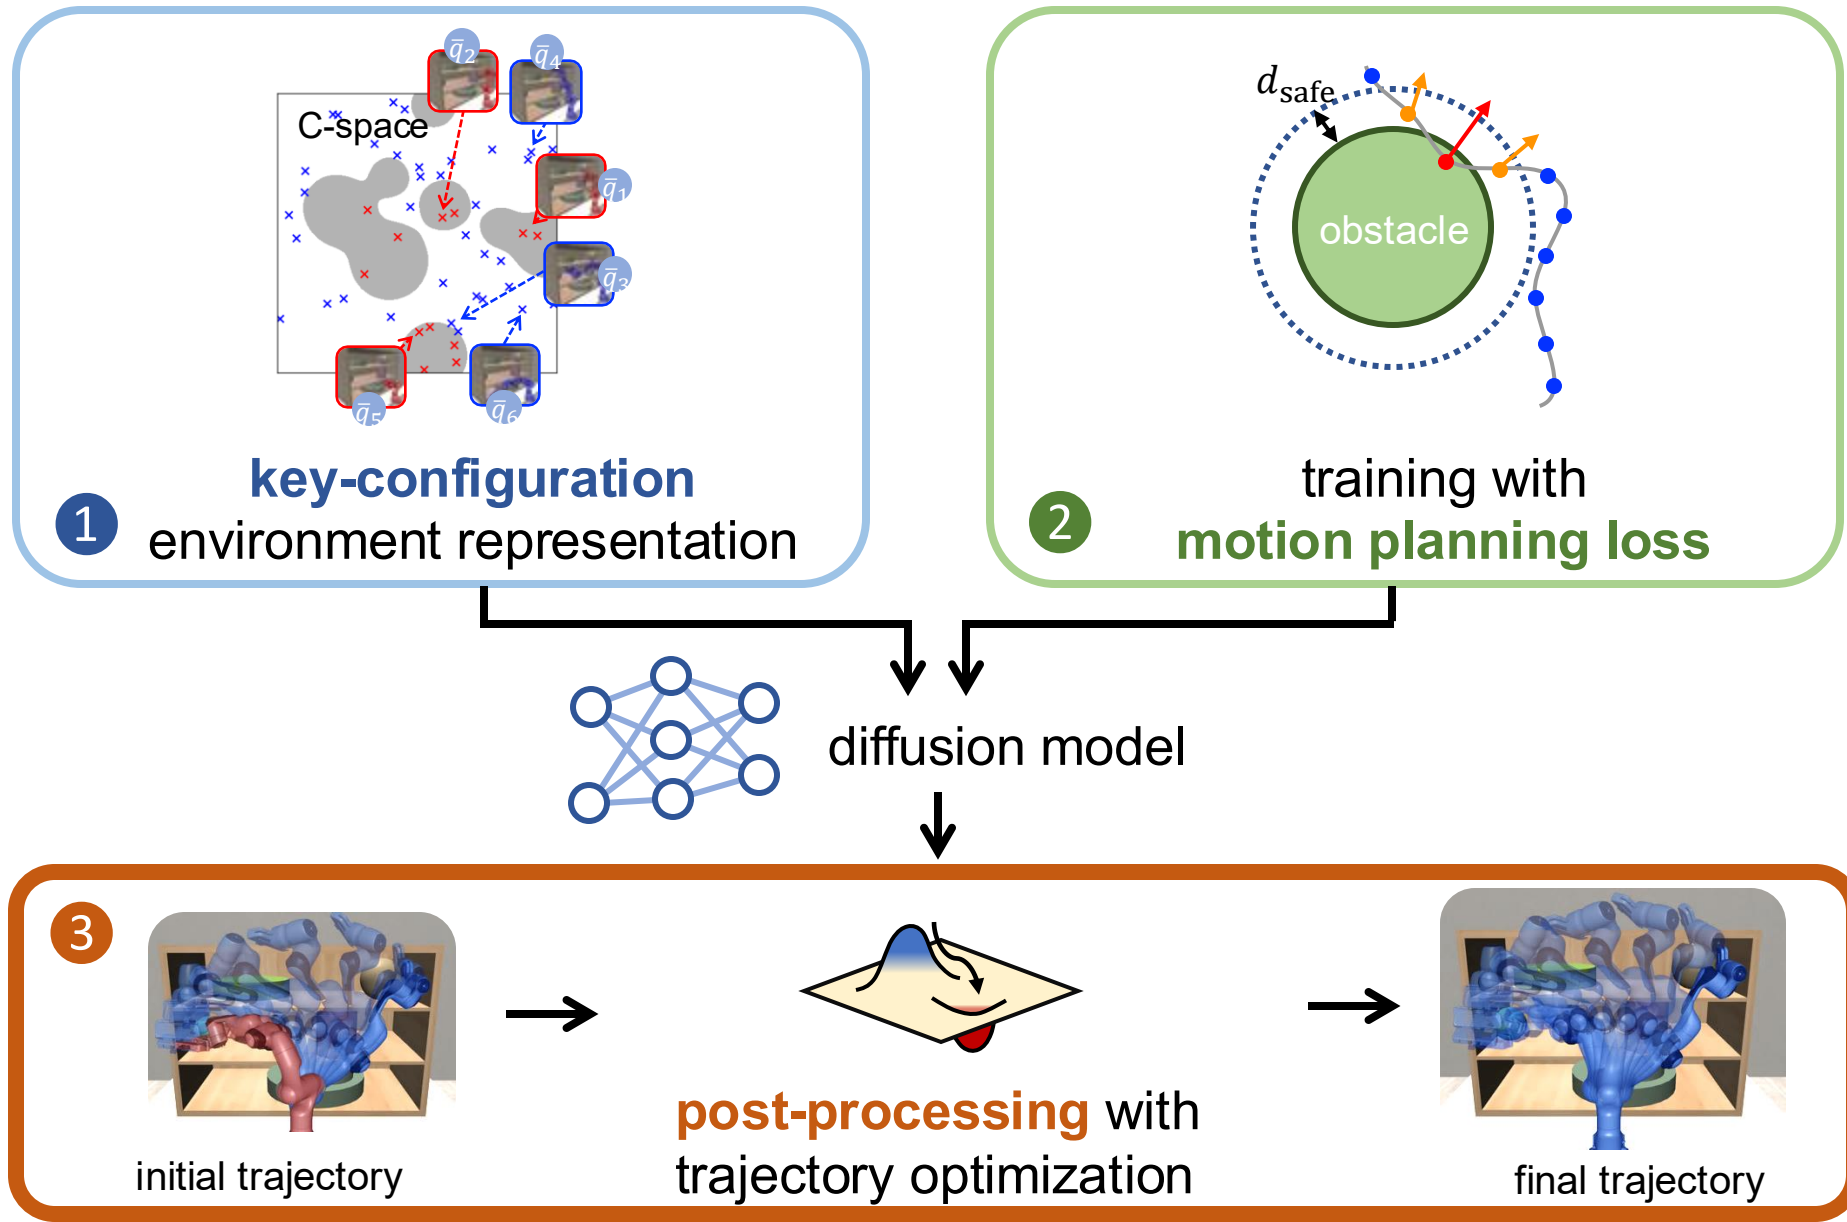 q̄₂
q̄₄
C-space
q̄₁
q̄₃
q̄₅
q̄₆
key-configuration
1
environment representation
d_safe
obstacle
training with
2
motion planning loss
diffusion model
3
post-processing with
trajectory optimization
initial trajectory
final trajectory